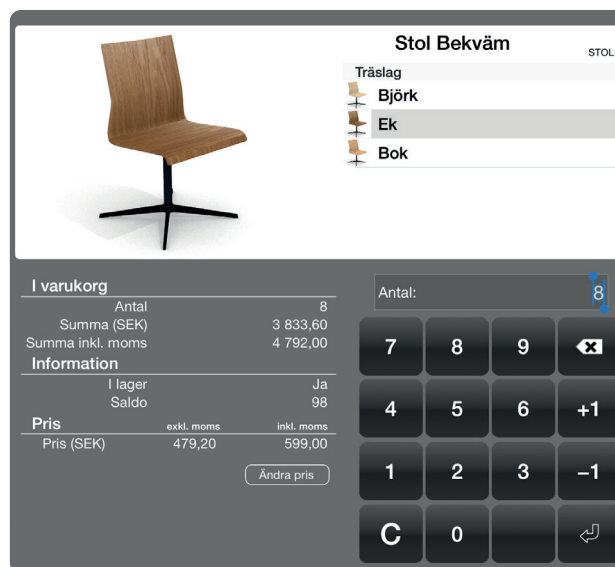 Stol Bekväm
STOL
Träslag
Björk
Ek
Bok
I varukorg
Antal 8
Summa (SEK) 3 833,60
Summa inkl. moms 4 792,00
Information
I lager Ja
Saldo 98
Pris exkl. moms inkl. moms
Pris (SEK) 479,20 599,00
Ändra pris
Antal: 8
7 8 9
4 5 6 +1
1 2 3 −1
C 0